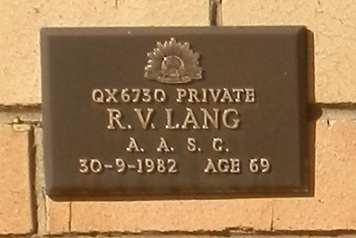 QX6730 PRIVATE
R.V. LANG
A. A. S. C.
30-9-1982 AGE 69